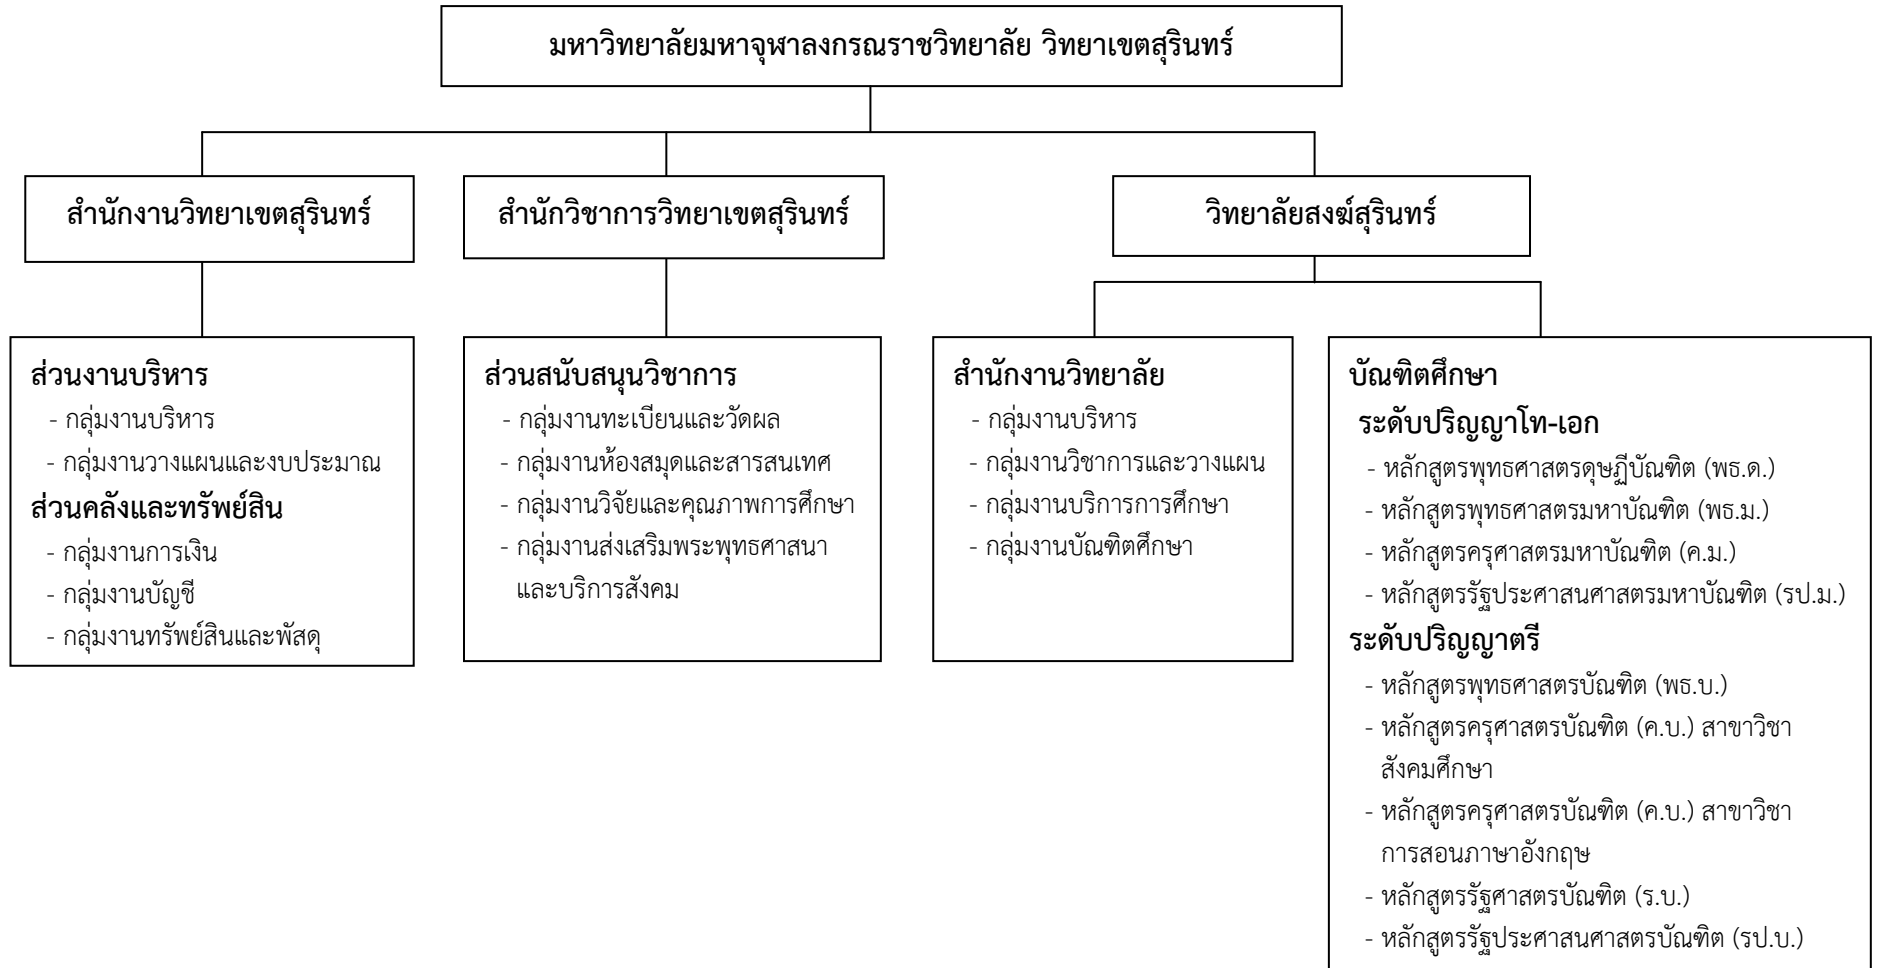 มหาวิทยาลัยมหาจุฬาลงกรณราชวิทยาลัย วิทยาเขตสุรินทร์
สำนักงานวิทยาเขตสุรินทร์
สำนักวิชาการวิทยาเขตสุรินทร์
วิทยาลัยสงฆ์สุรินทร์
ส่วนงานบริหาร
- กลุ่มงานบริหาร
- กลุ่มงานวางแผนและงบประมาณ
ส่วนคลังและทรัพย์สิน
- กลุ่มงานการเงิน
- กลุ่มงานบัญชี
- กลุ่มงานทรัพย์สินและพัสดุ
ส่วนสนับสนุนวิชาการ
- กลุ่มงานทะเบียนและวัดผล
- กลุ่มงานห้องสมุดและสารสนเทศ
- กลุ่มงานวิจัยและคุณภาพการศึกษา
- กลุ่มงานส่งเสริมพระพุทธศาสนา
และบริการสังคม
สำนักงานวิทยาลัย
- กลุ่มงานบริหาร
- กลุ่มงานวิชาการและวางแผน
- กลุ่มงานบริการการศึกษา
- กลุ่มงานบัณฑิตศึกษา
บัณฑิตศึกษา
ระดับปริญญาโท-เอก
- หลักสูตรพุทธศาสตรดุษฎีบัณฑิต (พธ.ด.)
- หลักสูตรพุทธศาสตรมหาบัณฑิต (พธ.ม.)
- หลักสูตรครุศาสตรมหาบัณฑิต (ค.ม.)
- หลักสูตรรัฐประศาสนศาสตรมหาบัณฑิต (รป.ม.)
ระดับปริญญาตรี
- หลักสูตรพุทธศาสตรบัณฑิต (พธ.บ.)
- หลักสูตรครุศาสตรบัณฑิต (ค.บ.) สาขาวิชา
สังคมศึกษา
- หลักสูตรครุศาสตรบัณฑิต (ค.บ.) สาขาวิชา
การสอนภาษาอังกฤษ
- หลักสูตรรัฐศาสตรบัณฑิต (ร.บ.)
- หลักสูตรรัฐประศาสนศาสตรบัณฑิต (รป.บ.)